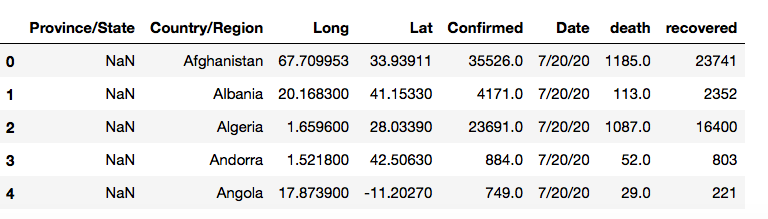 Province/State Country/Region Long Lat Confirmed Date death recovered
0 NaN Afghanistan 67.709953 33.93911 35526.0 7/20/20 1185.0 23741
1 NaN Albania 20.168300 41.15330 4171.0 7/20/20 113.0 2352
2 NaN Algeria 1.659600 28.03390 23691.0 7/20/20 1087.0 16400
3 NaN Andorra 1.521800 42.50630 884.0 7/20/20 52.0 803
4 NaN Angola 17.873900 -11.20270 749.0 7/20/20 29.0 221